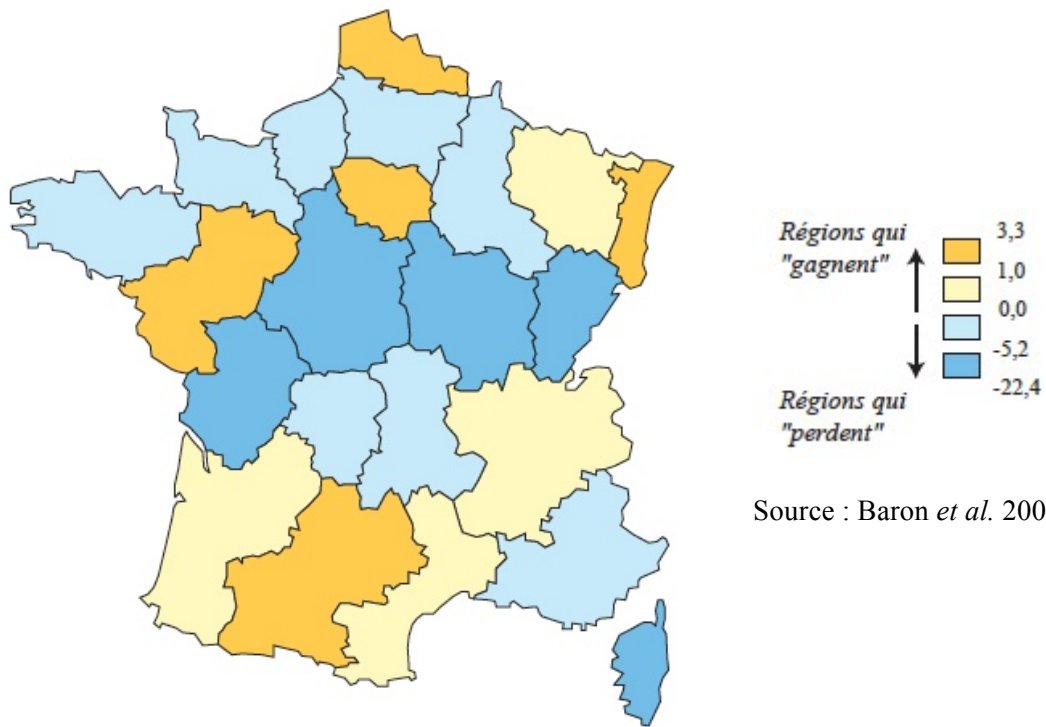 Régions qui
"gagnent"
3,3
1,0
0,0
-5,2
-22,4
Régions qui
"perdent"
Source : Baron et al. 200